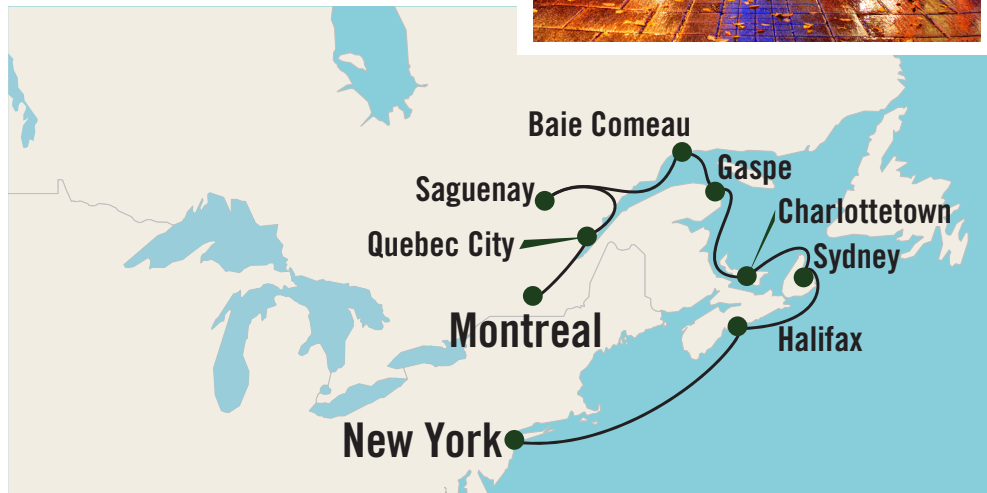 Baie Comeau
Gaspe
Saguenay
Charlottetown
Quebec City
Sydney
Montreal
Halifax
New York